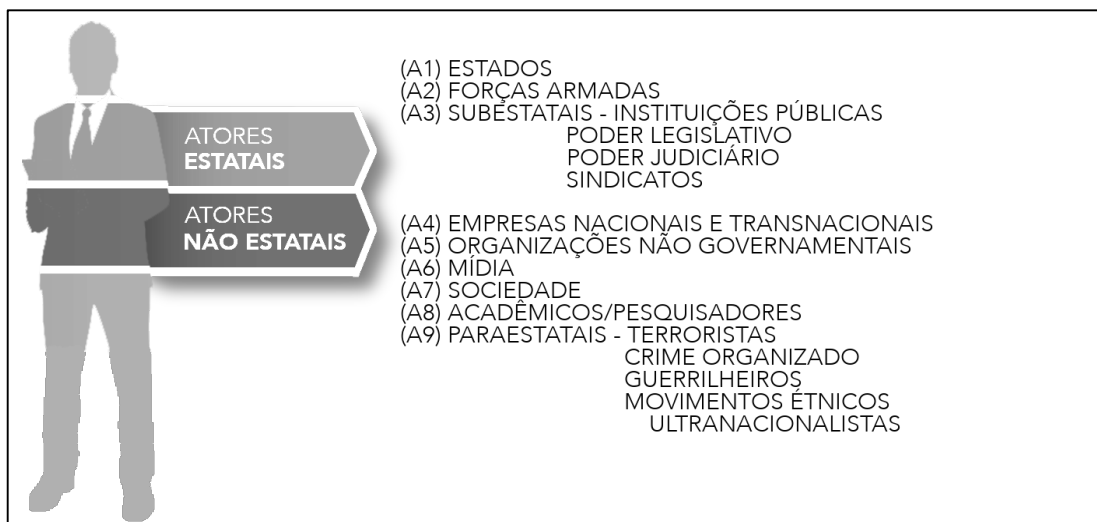 ATORES
ESTATAIS
(A1) ESTADOS
(A2) FORÇAS ARMADAS
(A3) SUBESTATAIS - INSTITUIÇÕES PÚBLICAS
PODER LEGISLATIVO
PODER JUDICIÁRIO
SINDICATOS
ATORES
NÃO ESTATAIS
(A4) EMPRESAS NACIONAIS E TRANSNACIONAIS
(A5) ORGANIZAÇÕES NÃO GOVERNAMENTAIS
(A6) MÍDIA
(A7) SOCIEDADE
(A8) ACADÊMICOS/PESQUISADORES
(A9) PARAESTATAIS - TERRORISTAS
CRIME ORGANIZADO
GUERRILHEIROS
MOVIMENTOS ÉTNICOS
ULTRANACIONALISTAS